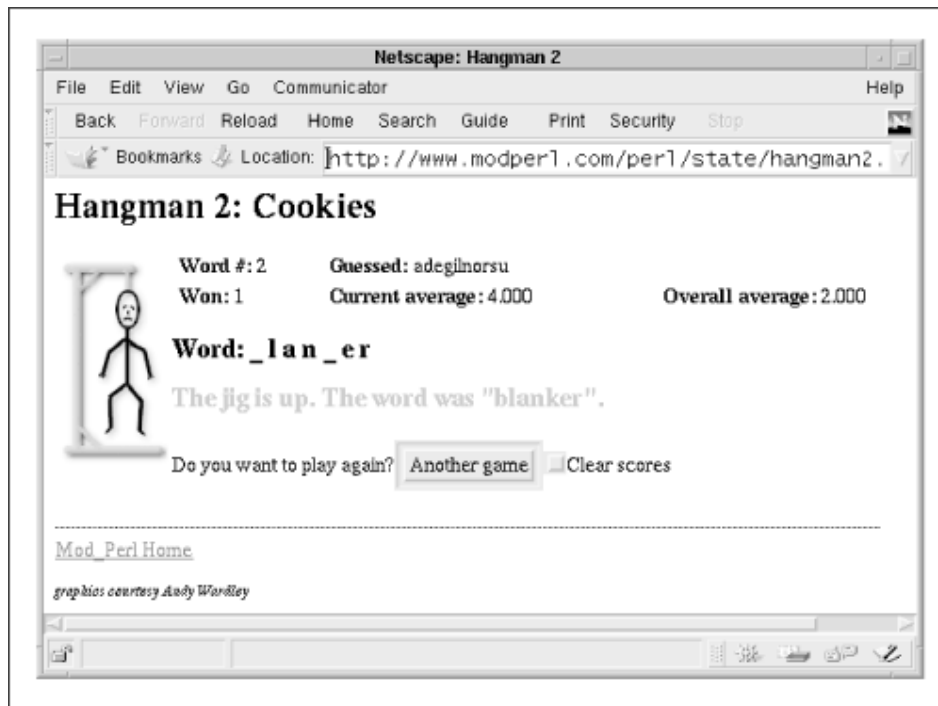 Netscape: Hangman 2
File Edit View Go Communicator Help
Back Forward Reload Home Search Guide Print Security Stop
Bookmarks Location: http://www.modperl.com/perl/state/hangman2.
Hangman 2: Cookies
Word #: 2 Guessed: adegilnorsu
Won: 1 Current average: 4.000 Overall average: 2.000
Word: _ l a n _ e r
The jig is up. The word was "blanker".
Do you want to play again? Another game Clear scores
Mod_Perl Home
graphics courtesy Andy Wardley